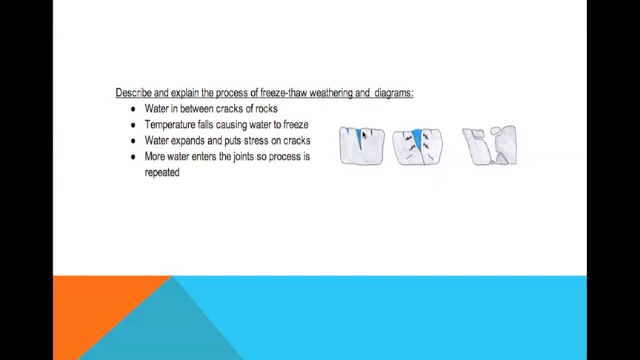 Describe and explain the process of freeze-thaw weathering and diagrams:
• Water in between cracks of rocks
• Temperature falls causing water to freeze
• Water expands and puts stress on cracks
• More water enters the joints so process is
repeated